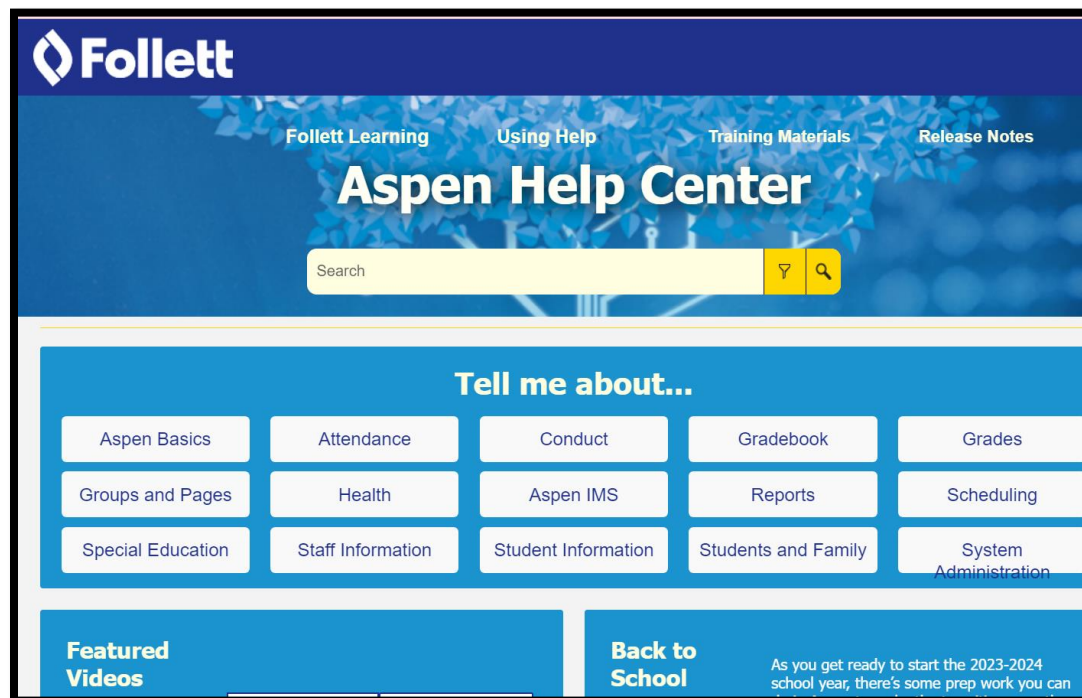 Follett
Follett Learning Using Help Training Materials Release Notes
Aspen Help Center
Search
Tell me about...
Aspen Basics Attendance Conduct Gradebook Grades
Groups and Pages Health Aspen IMS Reports Scheduling
Special Education Staff Information Student Information Students and Family System
Administration
Featured
Videos
Back to
School
As you get ready to start the 2023-2024
school year, there's some prep work you can